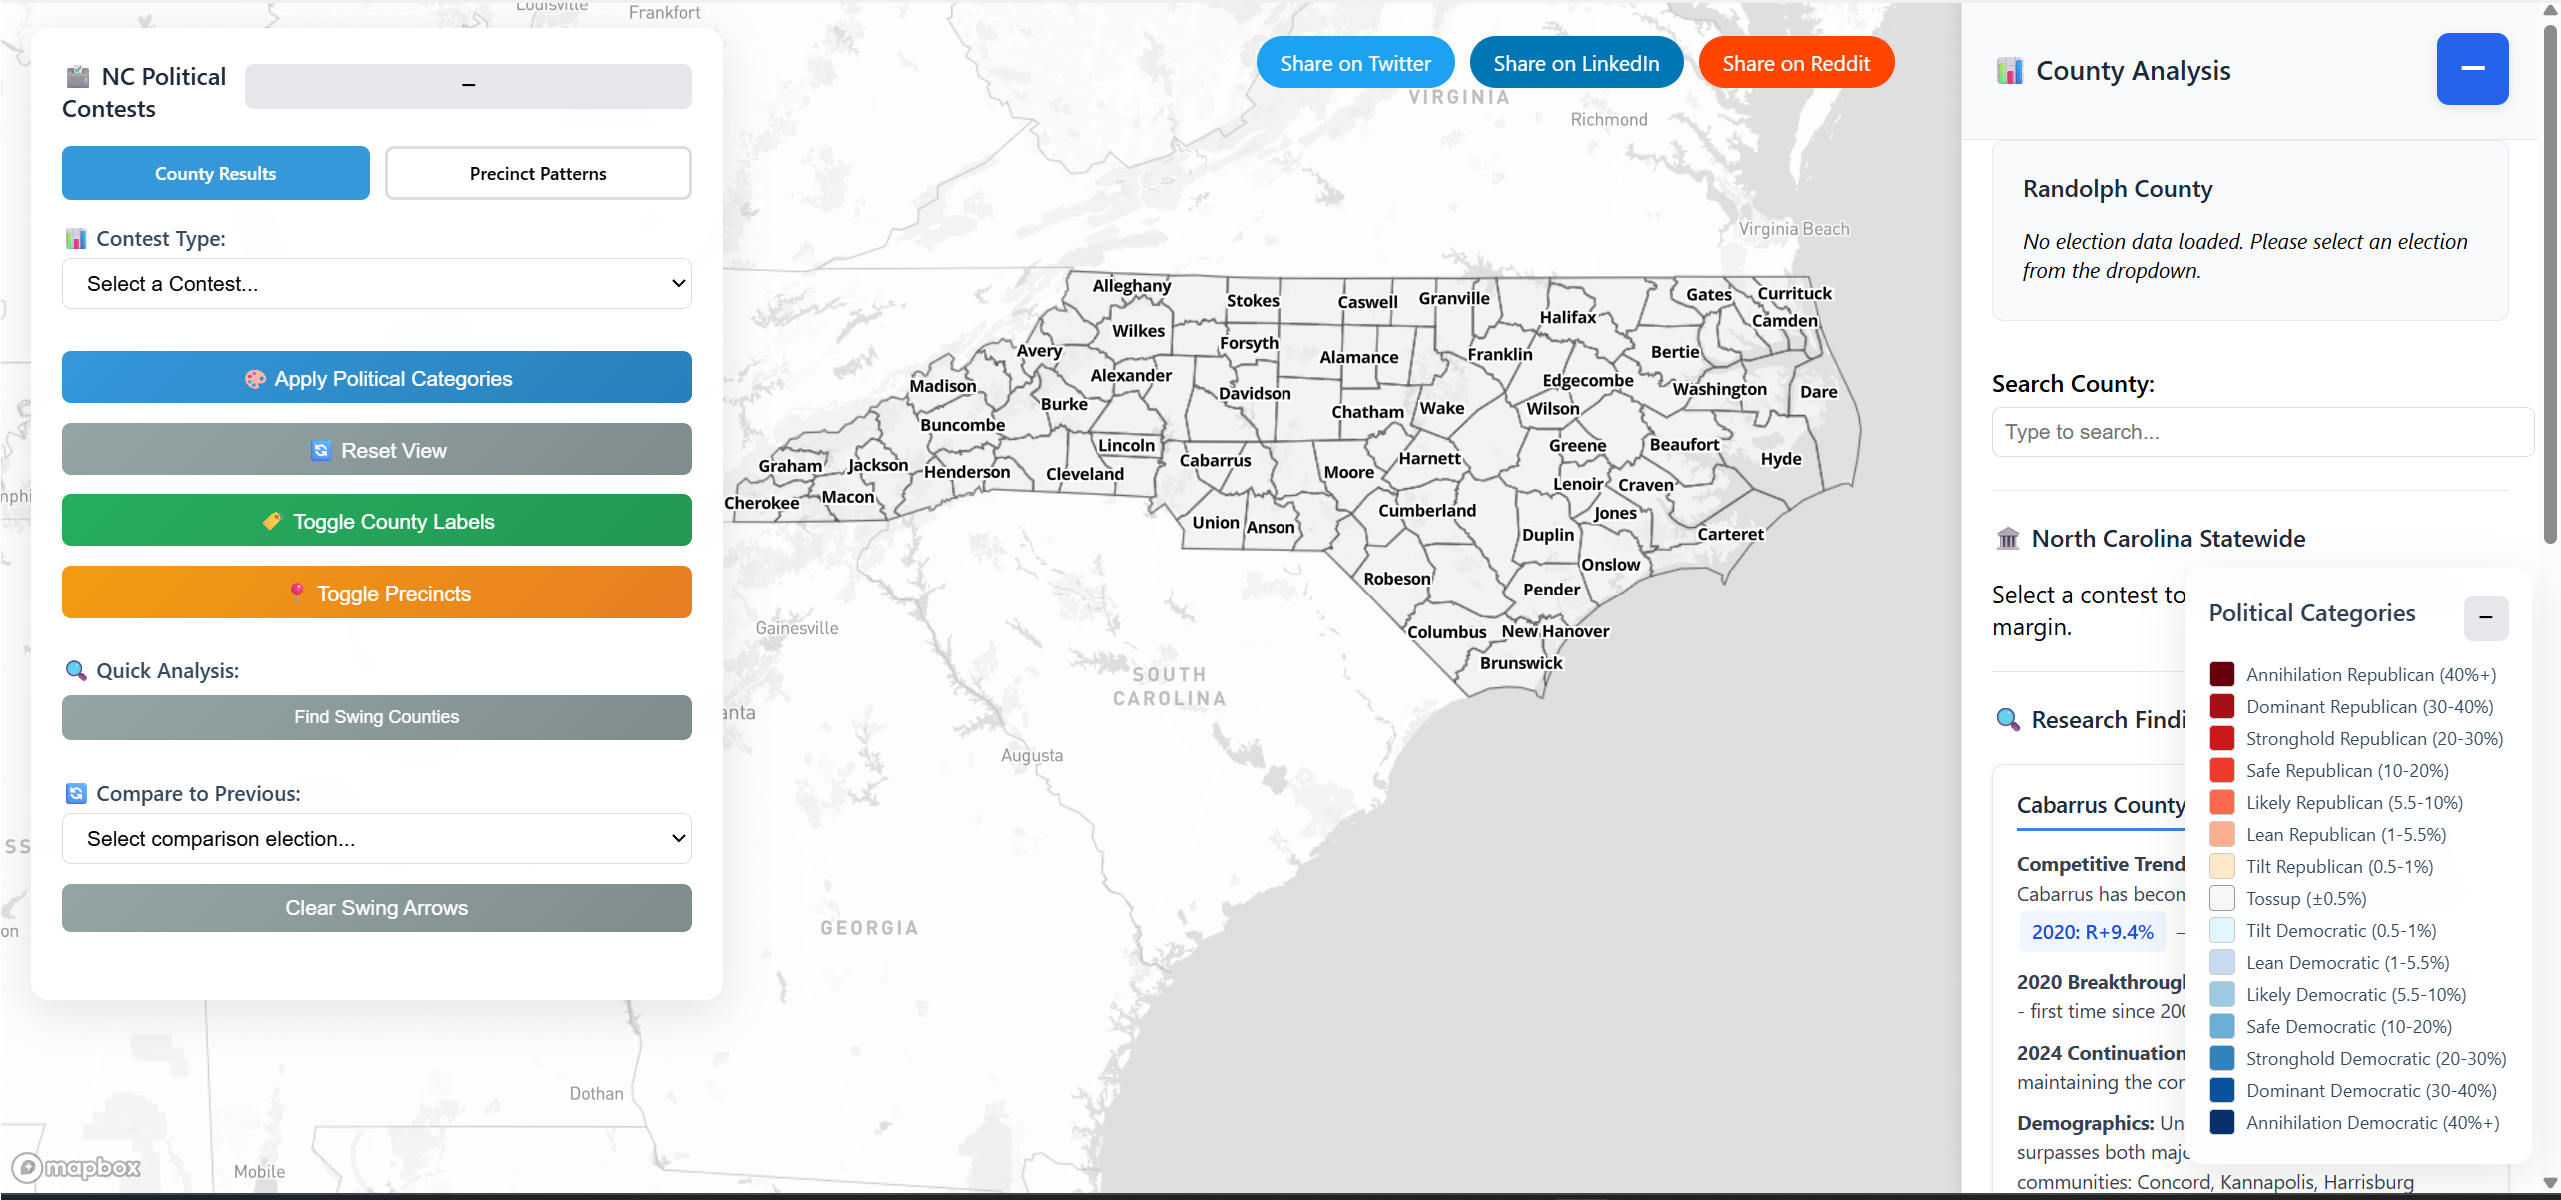 NC Political
Contests
–
County Results
Precinct Patterns
Contest Type:
Select a Contest...
Apply Political Categories
Reset View
Toggle County Labels
Toggle Precincts
Quick Analysis:
Find Swing Counties
Compare to Previous:
Select comparison election...
Clear Swing Arrows
Share on Twitter
Share on LinkedIn
Share on Reddit
Louisville
Frankfort
VIRGINIA
Richmond
Virginia Beach
Alleghany
Stokes
Caswell
Granville
Gates
Currituck
Halifax
Camden
Wilkes
Forsyth
Avery
Alamance
Franklin
Bertie
Alexander
Madison
Davidson
Edgecombe
Washington
Dare
Burke
Chatham
Wake
Wilson
Buncombe
Lincoln
Greene
Beaufort
Graham
Jackson
Henderson
Cleveland
Cabarrus
Moore
Harnett
Hyde
Lenoir
Craven
Cherokee
Macon
Union
Anson
Cumberland
Jones
Duplin
Carteret
Onslow
Robeson
Pender
Columbus
New Hanover
Brunswick
Gainesville
SOUTH
CAROLINA
anta
Augusta
GEORGIA
Dothan
Mobile
mphi
SS
on
mapbox
County Analysis
–
Randolph County
No election data loaded. Please select an election
from the dropdown.
Search County:
Type to search...
North Carolina Statewide
Select a contest to
margin.
Research Findi
Cabarrus County
Competitive Trend
Cabarrus has becom
2020: R+9.4% –
2020 Breakthroug
- first time since 200
2024 Continuation
maintaining the cor
Demographics: Un
surpasses both majo
communities: Concord, Kannapolis, Harrisburg
Political Categories
–
Annihilation Republican (40%+)
Dominant Republican (30-40%)
Stronghold Republican (20-30%)
Safe Republican (10-20%)
Likely Republican (5.5-10%)
Lean Republican (1-5.5%)
Tilt Republican (0.5-1%)
Tossup (±0.5%)
Tilt Democratic (0.5-1%)
Lean Democratic (1-5.5%)
Likely Democratic (5.5-10%)
Safe Democratic (10-20%)
Stronghold Democratic (20-30%)
Dominant Democratic (30-40%)
Annihilation Democratic (40%+)